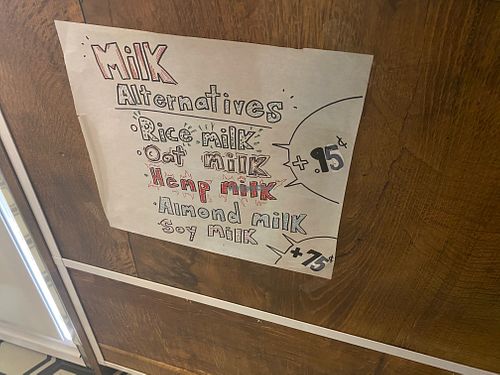 Milk
Alternatives
·Rice milk
·Oat milk
·Hemp milk
+ .95¢
·Almond milk
·Soy milk
+ 75¢